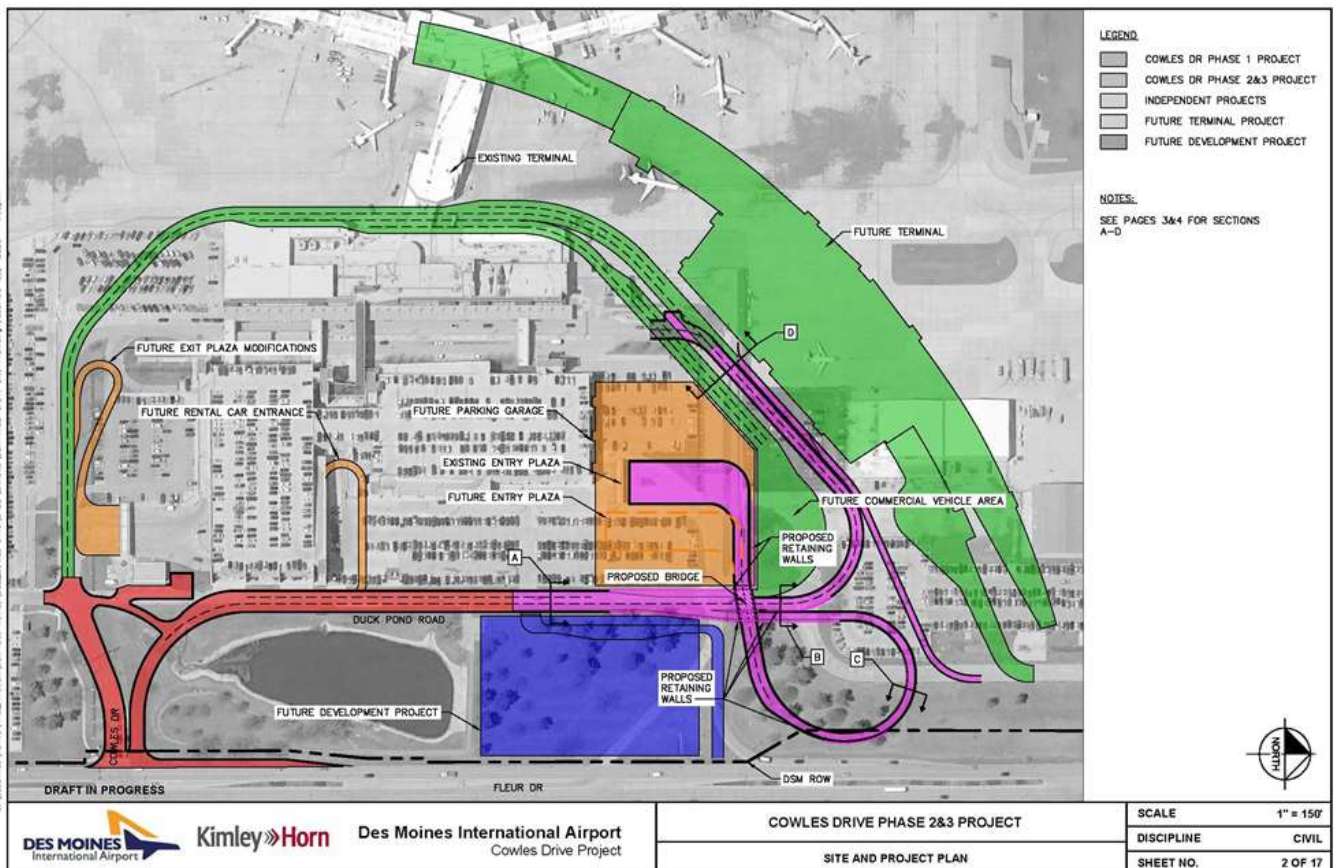 LEGEND
COWLES DR PHASE 1 PROJECT
COWLES DR PHASE 2&3 PROJECT
INDEPENDENT PROJECTS
FUTURE TERMINAL PROJECT
FUTURE DEVELOPMENT PROJECT
NOTES:
SEE PAGES 3&4 FOR SECTIONS
A-D
EXISTING TERMINAL
FUTURE TERMINAL
D
FUTURE EXIT PLAZA MODIFICATIONS
FUTURE RENTAL CAR ENTRANCE
FUTURE PARKING GARAGE
EXISTING ENTRY PLAZA
FUTURE ENTRY PLAZA
FUTURE COMMERCIAL VEHICLE AREA
PROPOSED
RETAINING
WALLS
A
PROPOSED BRIDGE
DUCK POND ROAD
B
C
PROPOSED
RETAINING
WALLS
FUTURE DEVELOPMENT PROJECT
COWLES DR
DSM ROW
NORTH
DRAFT IN PROGRESS
FLEUR DR
DES MOINES
International Airport
Kimley»Horn
Des Moines International Airport
Cowles Drive Project
COWLES DRIVE PHASE 2&3 PROJECT
SITE AND PROJECT PLAN
SCALE 1" = 150'
DISCIPLINE CIVIL
SHEET NO. 2 OF 17